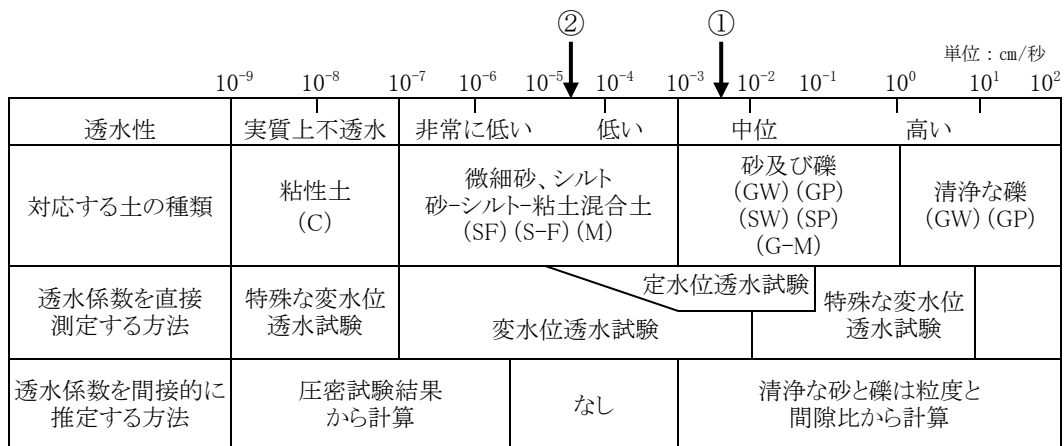 ② ①
単位：cm/秒
10⁻⁹ 10⁻⁸ 10⁻⁷ 10⁻⁶ 10⁻⁵ 10⁻⁴ 10⁻³ 10⁻² 10⁻¹ 10⁰ 10¹ 10²
透水性 実質上不透水 非常に低い 低い 中位 高い
対応する土の種類
粘性土
(C)
微細砂、シルト
砂-シルト-粘土混合土
(SF)(S-F)(M)
砂及び礫
(GW)(GP)
(SW)(SP)
(G-M)
清浄な礫
(GW)(GP)
透水係数を直接
測定する方法
特殊な変水位
透水試験
変水位透水試験
定水位透水試験
特殊な変水位
透水試験
透水係数を間接的に
推定する方法
圧密試験結果
から計算
なし
清浄な砂と礫は粒度と
間隙比から計算